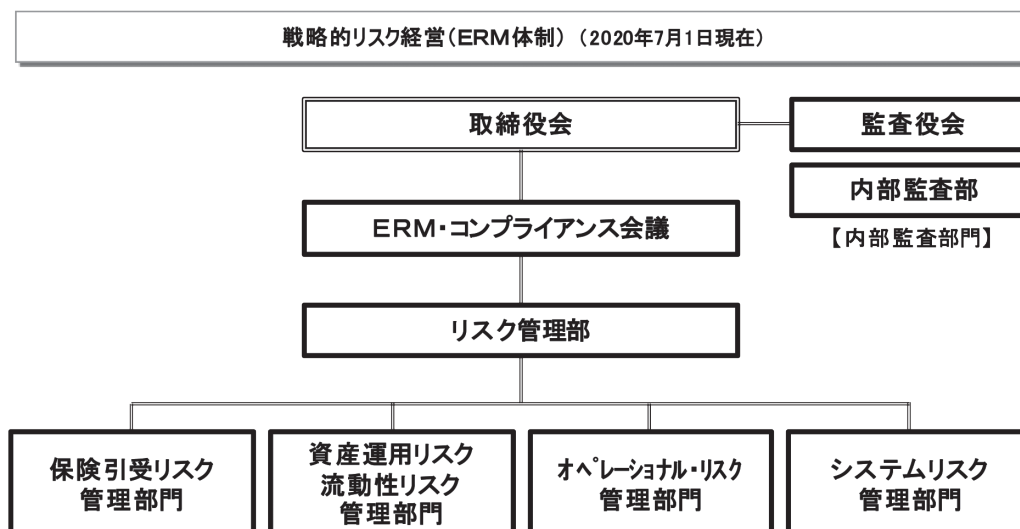 戦略的リスク経営（ERM体制）（2020年7月1日現在）
取締役会
監査役会
内部監査部
【内部監査部門】
ERM・コンプライアンス会議
リスク管理部
保険引受リスク
管理部門
資産運用リスク
流動性リスク
管理部門
オペレーショナル・リスク
管理部門
システムリスク
管理部門